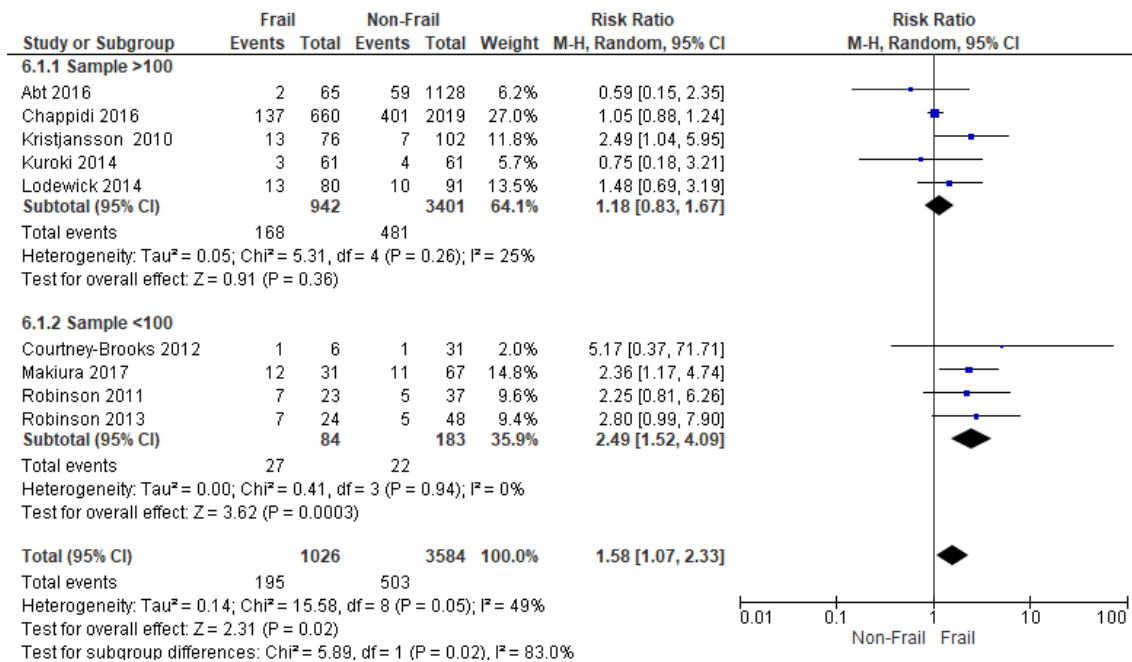 Frail Non-Frail Risk Ratio Risk Ratio
Study or Subgroup Events Total Events Total Weight M-H, Random, 95% CI M-H, Random, 95% CI
6.1.1 Sample >100
Abt 2016 2 65 59 1128 6.2% 0.59 [0.15, 2.35]
Chappidi 2016 137 660 401 2019 27.0% 1.05 [0.88, 1.24]
Kristjansson 2010 13 76 7 102 11.8% 2.49 [1.04, 5.95]
Kuroki 2014 3 61 4 61 5.7% 0.75 [0.18, 3.21]
Lodewick 2014 13 80 10 91 13.5% 1.48 [0.69, 3.19]
Subtotal (95% CI) 942 3401 64.1% 1.18 [0.83, 1.67]
Total events 168 481
Heterogeneity: Tau² = 0.05; Chi² = 5.31, df = 4 (P = 0.26); I² = 25%
Test for overall effect: Z = 0.91 (P = 0.36)
6.1.2 Sample <100
Courtney-Brooks 2012 1 6 1 31 2.0% 5.17 [0.37, 71.71]
Makiura 2017 12 31 11 67 14.8% 2.36 [1.17, 4.74]
Robinson 2011 7 23 5 37 9.6% 2.25 [0.81, 6.26]
Robinson 2013 7 24 5 48 9.4% 2.80 [0.99, 7.90]
Subtotal (95% CI) 84 183 35.9% 2.49 [1.52, 4.09]
Total events 27 22
Heterogeneity: Tau² = 0.00; Chi² = 0.41, df = 3 (P = 0.94); I² = 0%
Test for overall effect: Z = 3.62 (P = 0.0003)
Total (95% CI) 1026 3584 100.0% 1.58 [1.07, 2.33]
Total events 195 503
Heterogeneity: Tau² = 0.14; Chi² = 15.58, df = 8 (P = 0.05); I² = 49%
Test for overall effect: Z = 2.31 (P = 0.02)
Test for subgroup differences: Chi² = 5.89, df = 1 (P = 0.02), I² = 83.0%
0.01 0.1 1 10 100
Non-Frail Frail